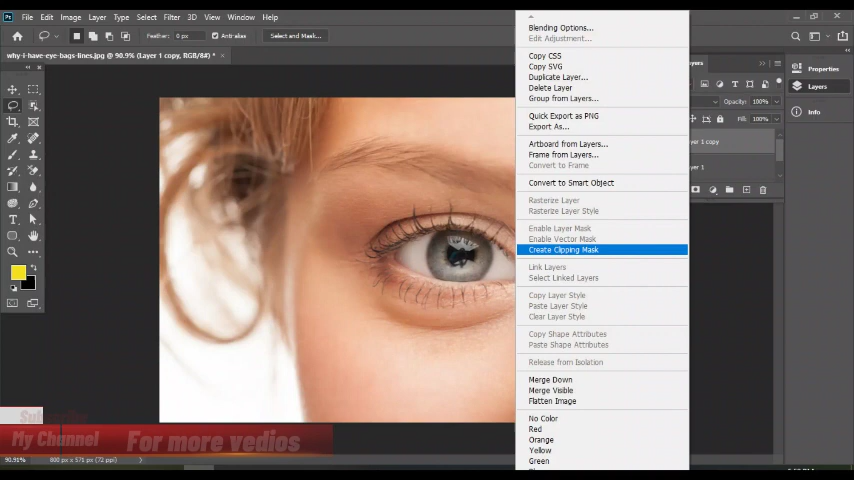 Ps File Edit Image Layer Type Select Filter 3D View Window Help
Feather: 0 px Anti-alias Select and Mask...
why-i-have-eye-bags-lines.jpg @ 90.9% (Layer 1 copy, RGB/8#) *
Blending Options...
Edit Adjustment...
Copy CSS
Copy SVG
Duplicate Layer...
Delete Layer
Group from Layers...
Quick Export as PNG
Export As...
Artboard from Layers...
Frame from Layers...
Convert to Frame
Convert to Smart Object
Rasterize Layer
Rasterize Layer Style
Enable Layer Mask
Enable Vector Mask
Create Clipping Mask
Link Layers
Select Linked Layers
Copy Layer Style
Paste Layer Style
Clear Layer Style
Copy Shape Attributes
Paste Shape Attributes
Release from Isolation
Merge Down
Merge Visible
Flatten Image
No Color
Red
Orange
Yellow
Green
ayers
Opacity: 100%
Fill: 100%
yer 1 copy
yer 1
Properties
Layers
Info
My Channel For more vedios
90.91% 800 px x 571 px (72 ppi)